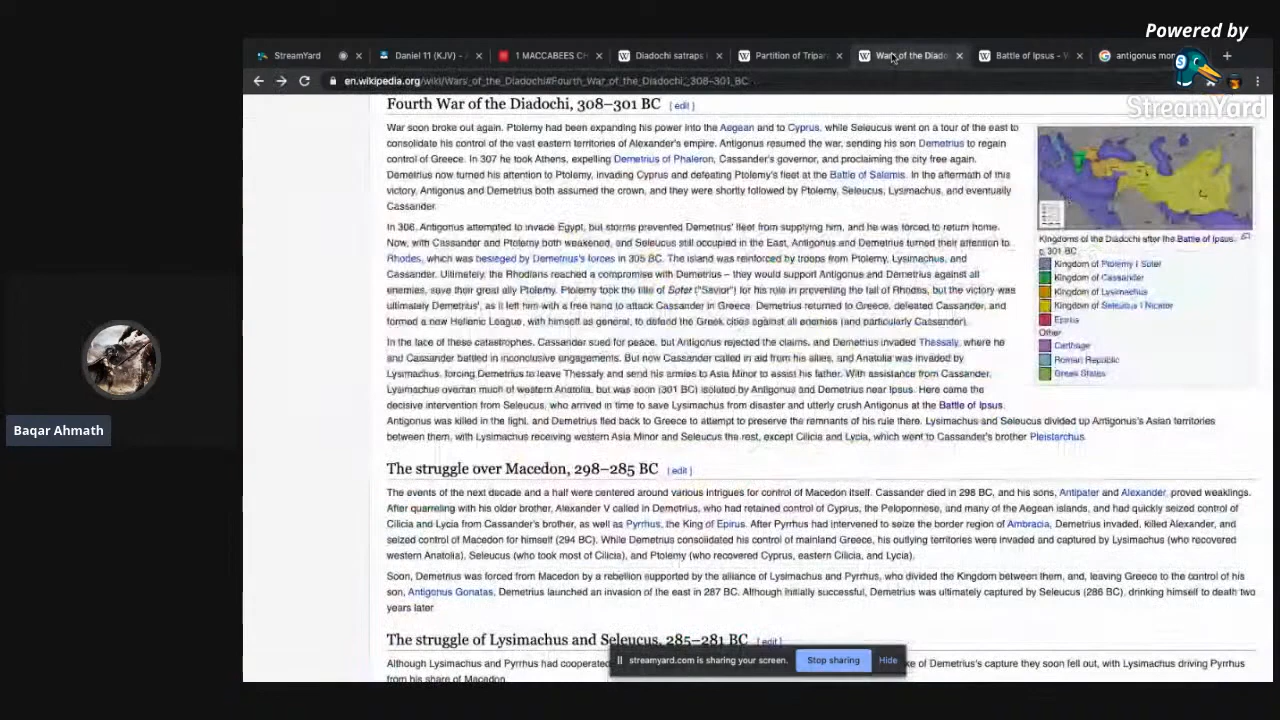 Powered by
StreamYard
StreamYard
Daniel 11 (KJV) -
1 MACCABEES CH
Diadochi satraps
Partition of Tripar
Wars of the Diado
Battle of Ipsus - W
antigonus mon
en.wikipedia.org/wiki/Wars_of_the_Diadochi#Fourth_War_of_the_Diadochi,_308–301_BC
Fourth War of the Diadochi, 308–301 BC [ edit ]
War soon broke out again. Ptolemy had been expanding his power into the Aegean and to Cyprus, while Seleucus went on a tour of the east to
consolidate his control of the vast eastern territories of Alexander's empire. Antigonus resumed the war, sending his son Demetrius to regain
control of Greece. In 307 he took Athens, expelling Demetrius of Phaleron, Cassander's governor, and proclaiming the city free again.
Demetrius now turned his attention to Ptolemy, invading Cyprus and defeating Ptolemy's fleet at the Battle of Salamis. In the aftermath of this
victory, Antigonus and Demetrius both assumed the crown, and they were shortly followed by Ptolemy, Seleucus, Lysimachus, and eventually
Cassander.
In 306, Antigonus attempted to invade Egypt, but storms prevented Demetrius' fleet from supplying him, and he was forced to return home.
Now, with Cassander and Ptolemy both weakened, and Seleucus still occupied in the East, Antigonus and Demetrius turned their attention to
Rhodes, which was besieged by Demetrius's forces in 305 BC. The island was reinforced by troops from Ptolemy, Lysimachus, and
Cassander. Ultimately, the Rhodians reached a compromise with Demetrius – they would support Antigonus and Demetrius against all
enemies, save their great ally Ptolemy. Ptolemy took the title of Soter ("Savior") for his role in preventing the fall of Rhodes, but the victory was
ultimately Demetrius', as it left him with a free hand to attack Cassander in Greece. Demetrius returned to Greece, defeated Cassander, and
formed a new Hellenic League, with himself as general, to defend the Greek cities against all enemies (and particularly Cassander).
In the face of these catastrophes, Cassander sued for peace, but Antigonus rejected the claims, and Demetrius invaded Thessaly, where he
and Cassander battled in inconclusive engagements. But now Cassander called in aid from his allies, and Anatolia was invaded by
Lysimachus, forcing Demetrius to leave Thessaly and send his armies to Asia Minor to assist his father. With assistance from Cassander,
Lysimachus overran much of western Anatolia, but was soon (301 BC) isolated by Antigonus and Demetrius near Ipsus. Here came the
decisive intervention from Seleucus, who arrived in time to save Lysimachus from disaster and utterly crush Antigonus at the Battle of Ipsus.
Antigonus was killed in the fight, and Demetrius fled back to Greece to attempt to preserve the remnants of his rule there. Lysimachus and Seleucus divided up Antigonus's Asian territories
between them, with Lysimachus receiving western Asia Minor and Seleucus the rest, except Cilicia and Lycia, which went to Cassander's brother Pleistarchus.
Kingdoms of the Diadochi after the Battle of Ipsus,
c. 301 BC.
Kingdom of Ptolemy I Soter
Kingdom of Cassander
Kingdom of Lysimachus
Kingdom of Seleucus I Nicator
Epirus
Other
Carthage
Roman Republic
Greek States
The struggle over Macedon, 298–285 BC [ edit ]
The events of the next decade and a half were centered around various intrigues for control of Macedon itself. Cassander died in 298 BC, and his sons, Antipater and Alexander, proved weaklings.
After quarreling with his older brother, Alexander V called in Demetrius, who had retained control of Cyprus, the Peloponnese, and many of the Aegean islands, and had quickly seized control of
Cilicia and Lycia from Cassander's brother, as well as Pyrrhus, the King of Epirus. After Pyrrhus had intervened to seize the border region of Ambracia, Demetrius invaded, killed Alexander, and
seized control of Macedon for himself (294 BC). While Demetrius consolidated his control of mainland Greece, his outlying territories were invaded and captured by Lysimachus (who recovered
western Anatolia), Seleucus (who took most of Cilicia), and Ptolemy (who recovered Cyprus, eastern Cilicia, and Lycia).
Soon, Demetrius was forced from Macedon by a rebellion supported by the alliance of Lysimachus and Pyrrhus, who divided the Kingdom between them, and, leaving Greece to the control of his
son, Antigonus Gonatas, Demetrius launched an invasion of the east in 287 BC. Although initially successful, Demetrius was ultimately captured by Seleucus (286 BC), drinking himself to death two
years later.
The struggle of Lysimachus and Seleucus, 285–281 BC [ edit ]
Although Lysimachus and Pyrrhus had cooperated ke of Demetrius's capture they soon fell out, with Lysimachus driving Pyrrhus
from his share of Macedon.
streamyard.com is sharing your screen.
Stop sharing
Hide
Baqar Ahmath